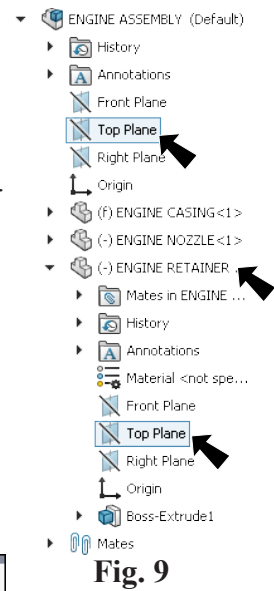 ENGINE ASSEMBLY (Default)
History
A Annotations
Front Plane
Top Plane
Right Plane
Origin
(f) ENGINE CASING<1>
(-) ENGINE NOZZLE<1>
(-) ENGINE RETAINER ...
Mates in ENGINE ...
History
A Annotations
Material <not spe...
Front Plane
Top Plane
Right Plane
Origin
Boss-Extrude1
Mates
Fig. 9